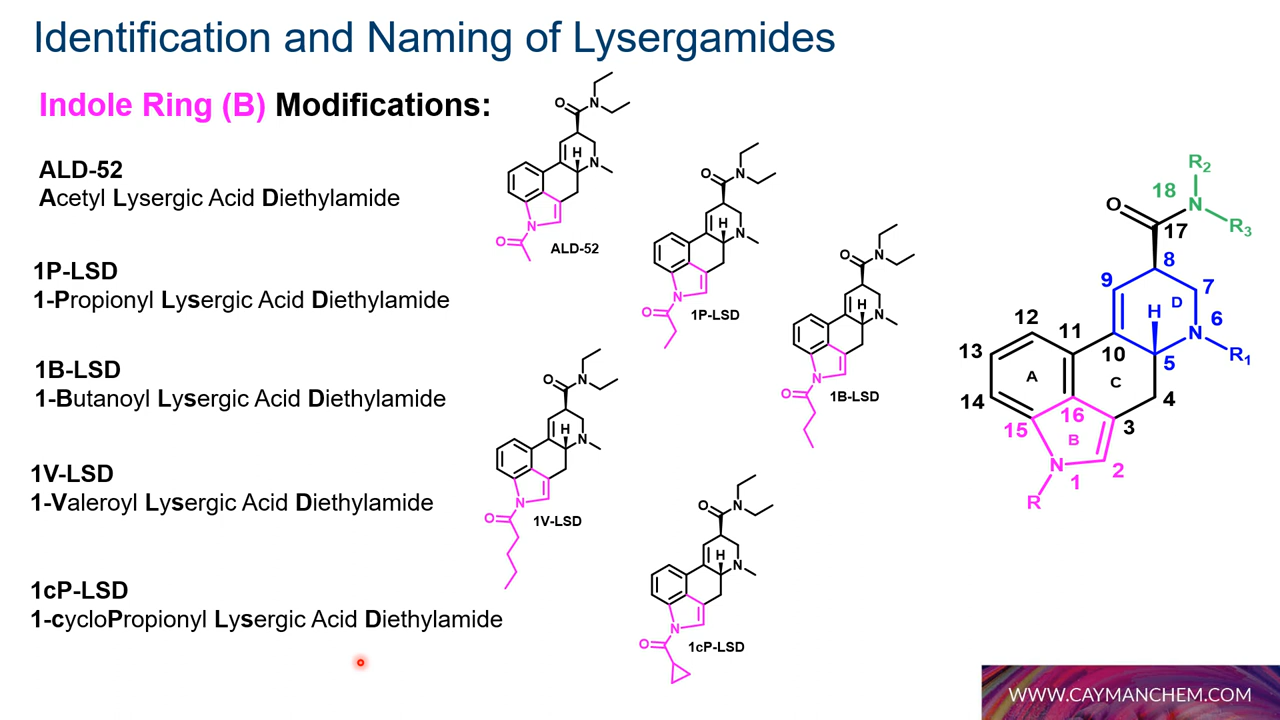 Identification and Naming of Lysergamides
Indole Ring (B) Modifications:
ALD-52
Acetyl Lysergic Acid Diethylamide
1P-LSD
1-Propionyl Lysergic Acid Diethylamide
1B-LSD
1-Butanoyl Lysergic Acid Diethylamide
1V-LSD
1-Valeroyl Lysergic Acid Diethylamide
1cP-LSD
1-cycloPropionyl Lysergic Acid Diethylamide
O
N
H
N
N
O
ALD-52
O
N
H
N
N
O
1P-LSD
O
N
H
N
N
O
1B-LSD
O
N
H
N
N
O
1V-LSD
O
N
H
N
N
O
1cP-LSD
R2
18
O
N
R3
17
8
9
7
D
H
6
12
11
N
R1
13
10
5
A
C
14
4
16
15
3
B
N
2
1
R
WWW.CAYMANCHEM.COM